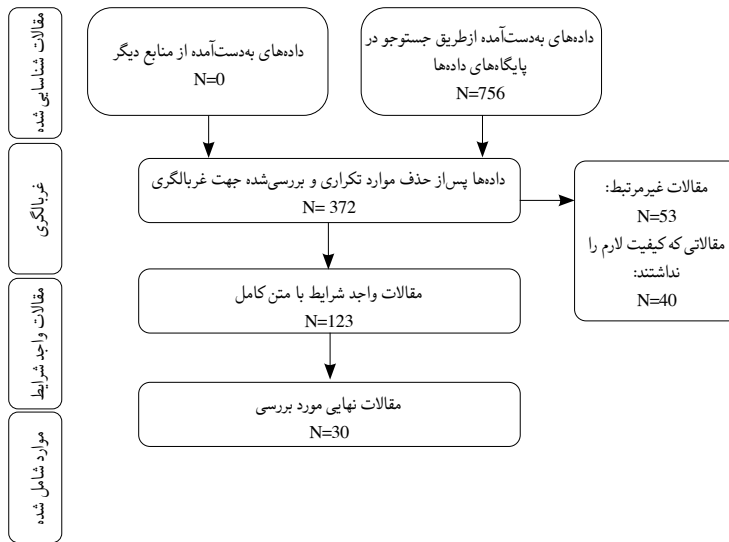 مقالات شناسایی شده
داده‌های به‌دست‌آمده از منابع دیگر
N=0
داده‌های به‌دست‌آمده ازطریق جستوجو در
پایگاه‌های داده‌ها
N=756
غربالگری
داده‌ها پس‌از حذف موارد تکراری و بررسی‌شده جهت غربالگری
N= 372
مقالات غیرمرتبط:
N=53
مقالاتی که کیفیت لارم را
نداشتند:
N=40
مقالات واجد شرایط
مقالات واجد شرایط با متن کامل
N=123
موارد شامل شده
مقالات نهایی مورد بررسی
N=30